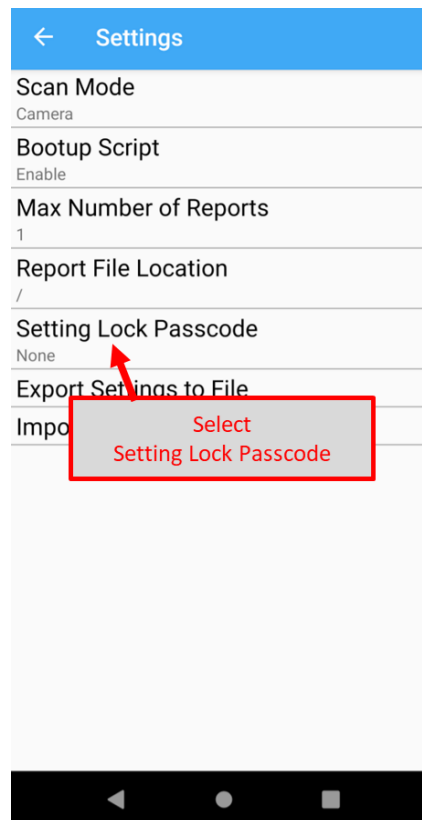 Settings
Scan Mode
Camera
Bootup Script
Enable
Max Number of Reports
1
Report File Location
/
Setting Lock Passcode
None
Export Settings to File
Impo
Select
Setting Lock Passcode